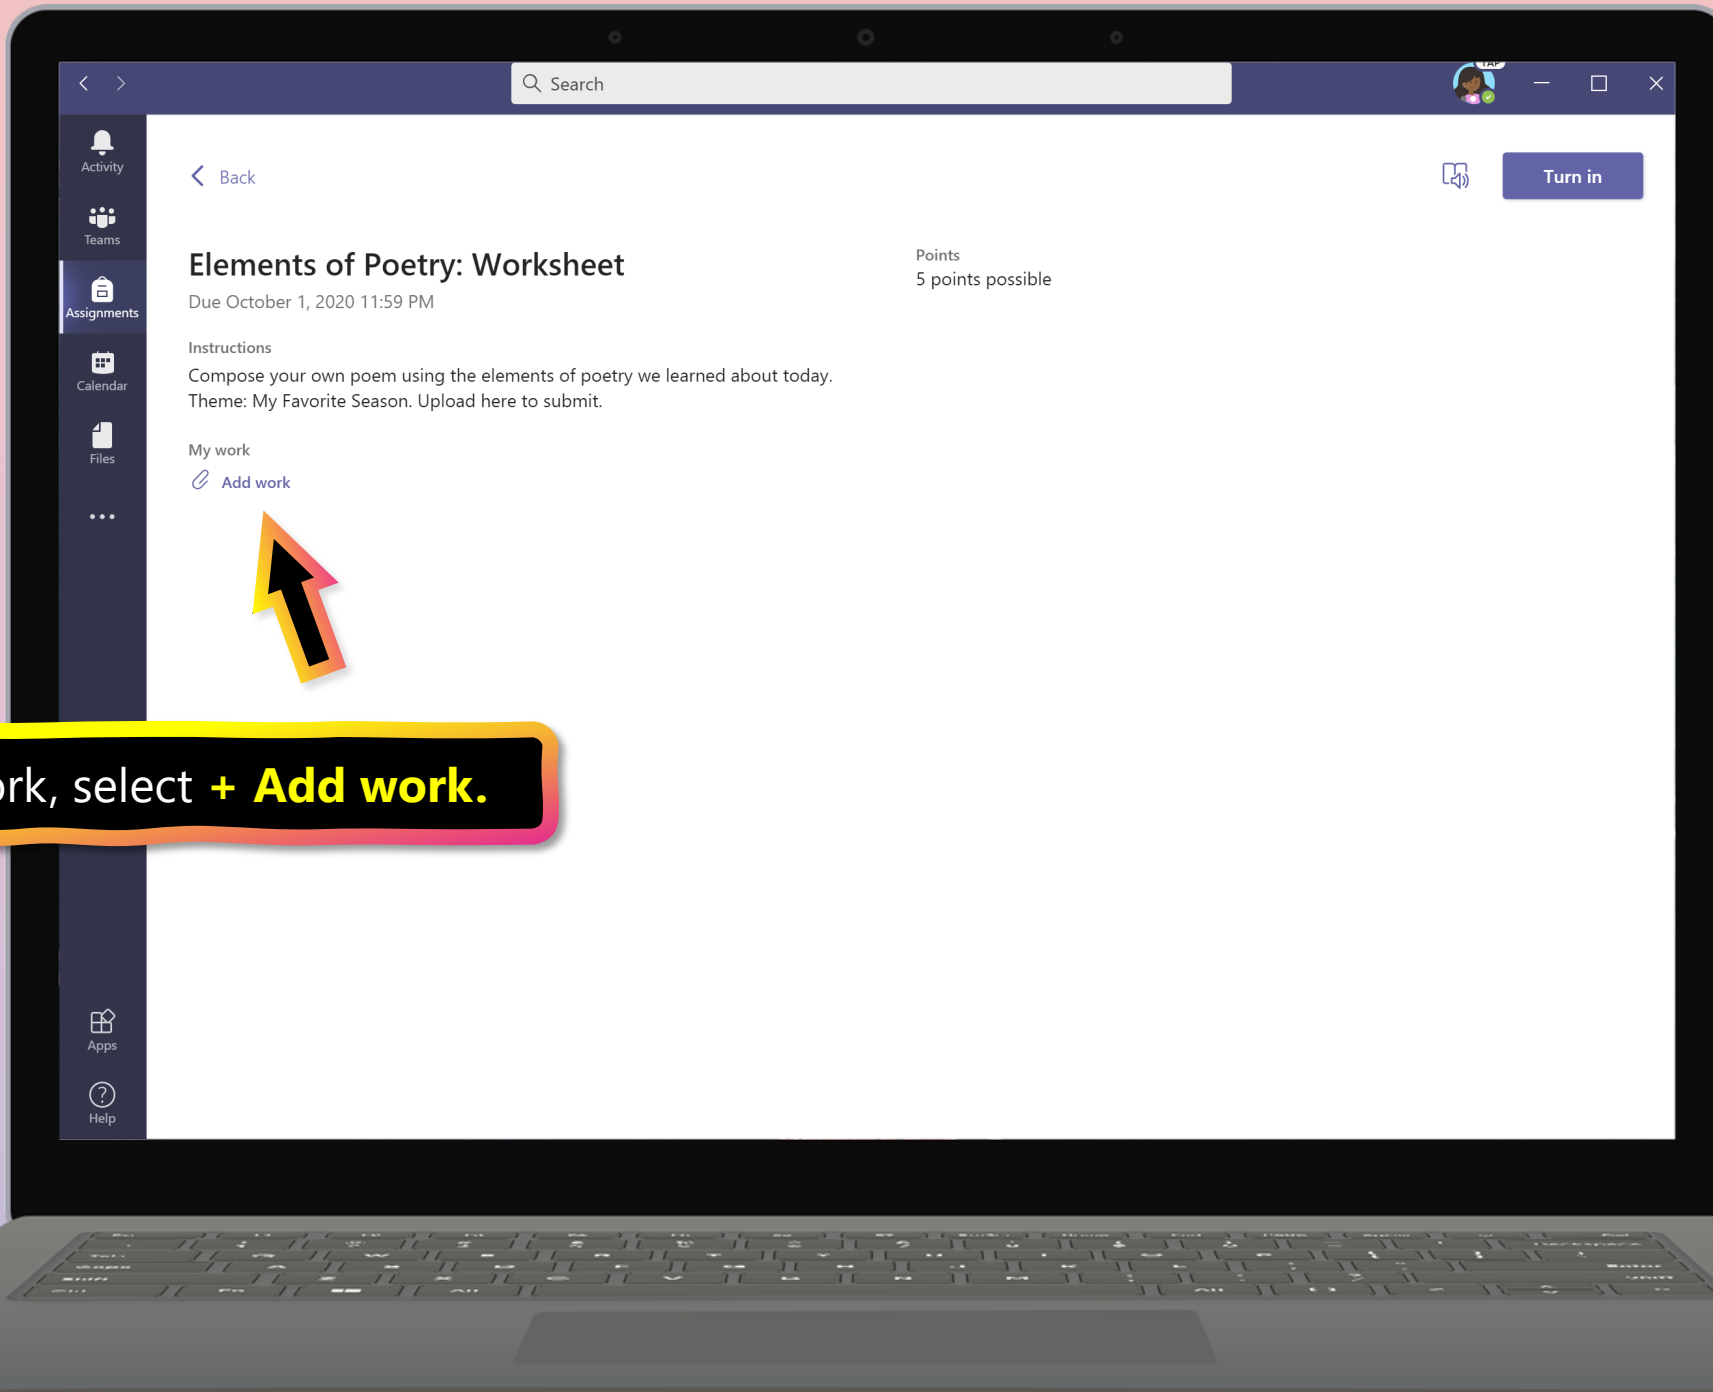 Search
TAP
Activity
Teams
Assignments
Calendar
Files
Apps
Help
Back
Turn in
Elements of Poetry: Worksheet
Due October 1, 2020 11:59 PM
Points
5 points possible
Instructions
Compose your own poem using the elements of poetry we learned about today.
Theme: My Favorite Season. Upload here to submit.
My work
Add work
rk, select + Add work.